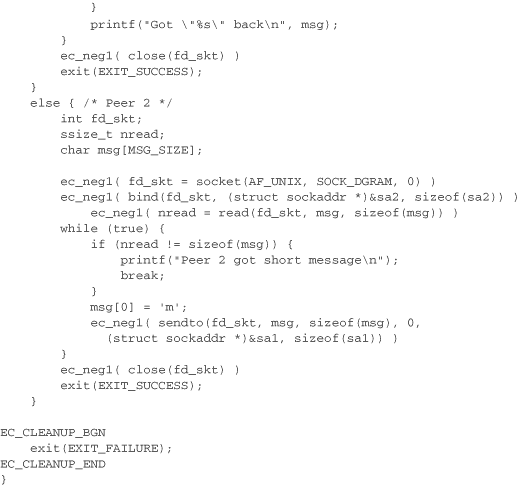 }
printf("Got \"%s\" back\n", msg);
}
ec_neg1( close(fd_skt) )
exit(EXIT_SUCCESS);
}
else { /* Peer 2 */
int fd_skt;
ssize_t nread;
char msg[MSG_SIZE];
ec_neg1( fd_skt = socket(AF_UNIX, SOCK_DGRAM, 0) )
ec_neg1( bind(fd_skt, (struct sockaddr *)&sa2, sizeof(sa2)) )
ec_neg1( nread = read(fd_skt, msg, sizeof(msg)) )
while (true) {
if (nread != sizeof(msg)) {
printf("Peer 2 got short message\n");
break;
}
msg[0] = 'm';
ec_neg1( sendto(fd_skt, msg, sizeof(msg), 0,
(struct sockaddr *)&sa1, sizeof(sa1)) )
}
ec_neg1( close(fd_skt) )
exit(EXIT_SUCCESS);
}
EC_CLEANUP_BGN
exit(EXIT_FAILURE);
EC_CLEANUP_END
}